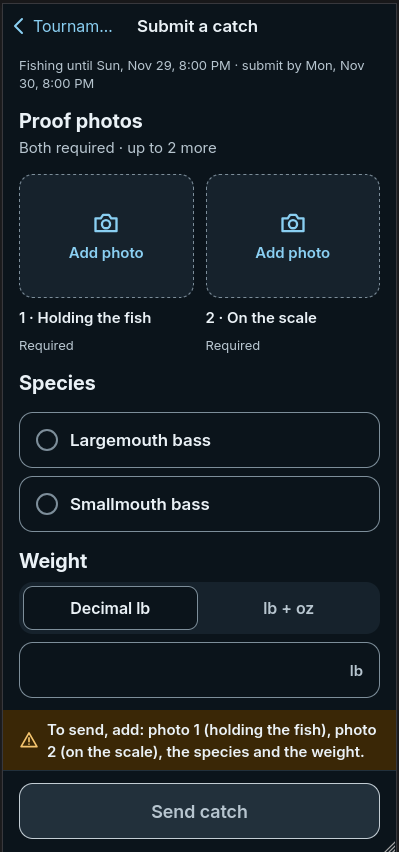 Tournam... Submit a catch
Fishing until Sun, Nov 29, 8:00 PM · submit by Mon, Nov
30, 8:00 PM
Proof photos
Both required · up to 2 more
Add photo Add photo
1 · Holding the fish 2 · On the scale
Required Required
Species
Largemouth bass
Smallmouth bass
Weight
Decimal lb lb + oz
lb
To send, add: photo 1 (holding the fish), photo
2 (on the scale), the species and the weight.
Send catch